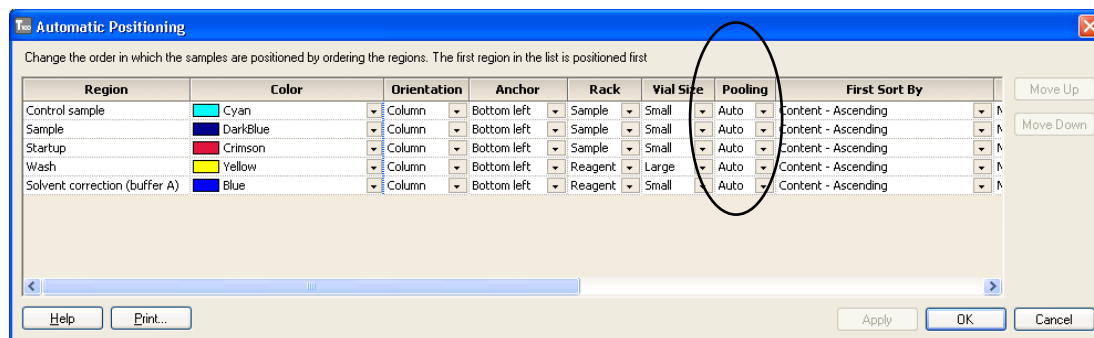 T100 Automatic Positioning
Change the order in which the samples are positioned by ordering the regions. The first region in the list is positioned first
Region Color Orientation Anchor Rack Vial Size Pooling First Sort By
Control sample Cyan Column Bottom left Sample Small Auto Content - Ascending M
Sample DarkBlue Column Bottom left Sample Small Auto Content - Ascending M
Startup Crimson Column Bottom left Sample Small Auto Content - Ascending M
Wash Yellow Column Bottom left Reagent Large Auto Content - Ascending M
Solvent correction (buffer A) Blue Column Bottom left Reagent Small Auto Content - Ascending M
Move Up
Move Down
Help Print... Apply OK Cancel